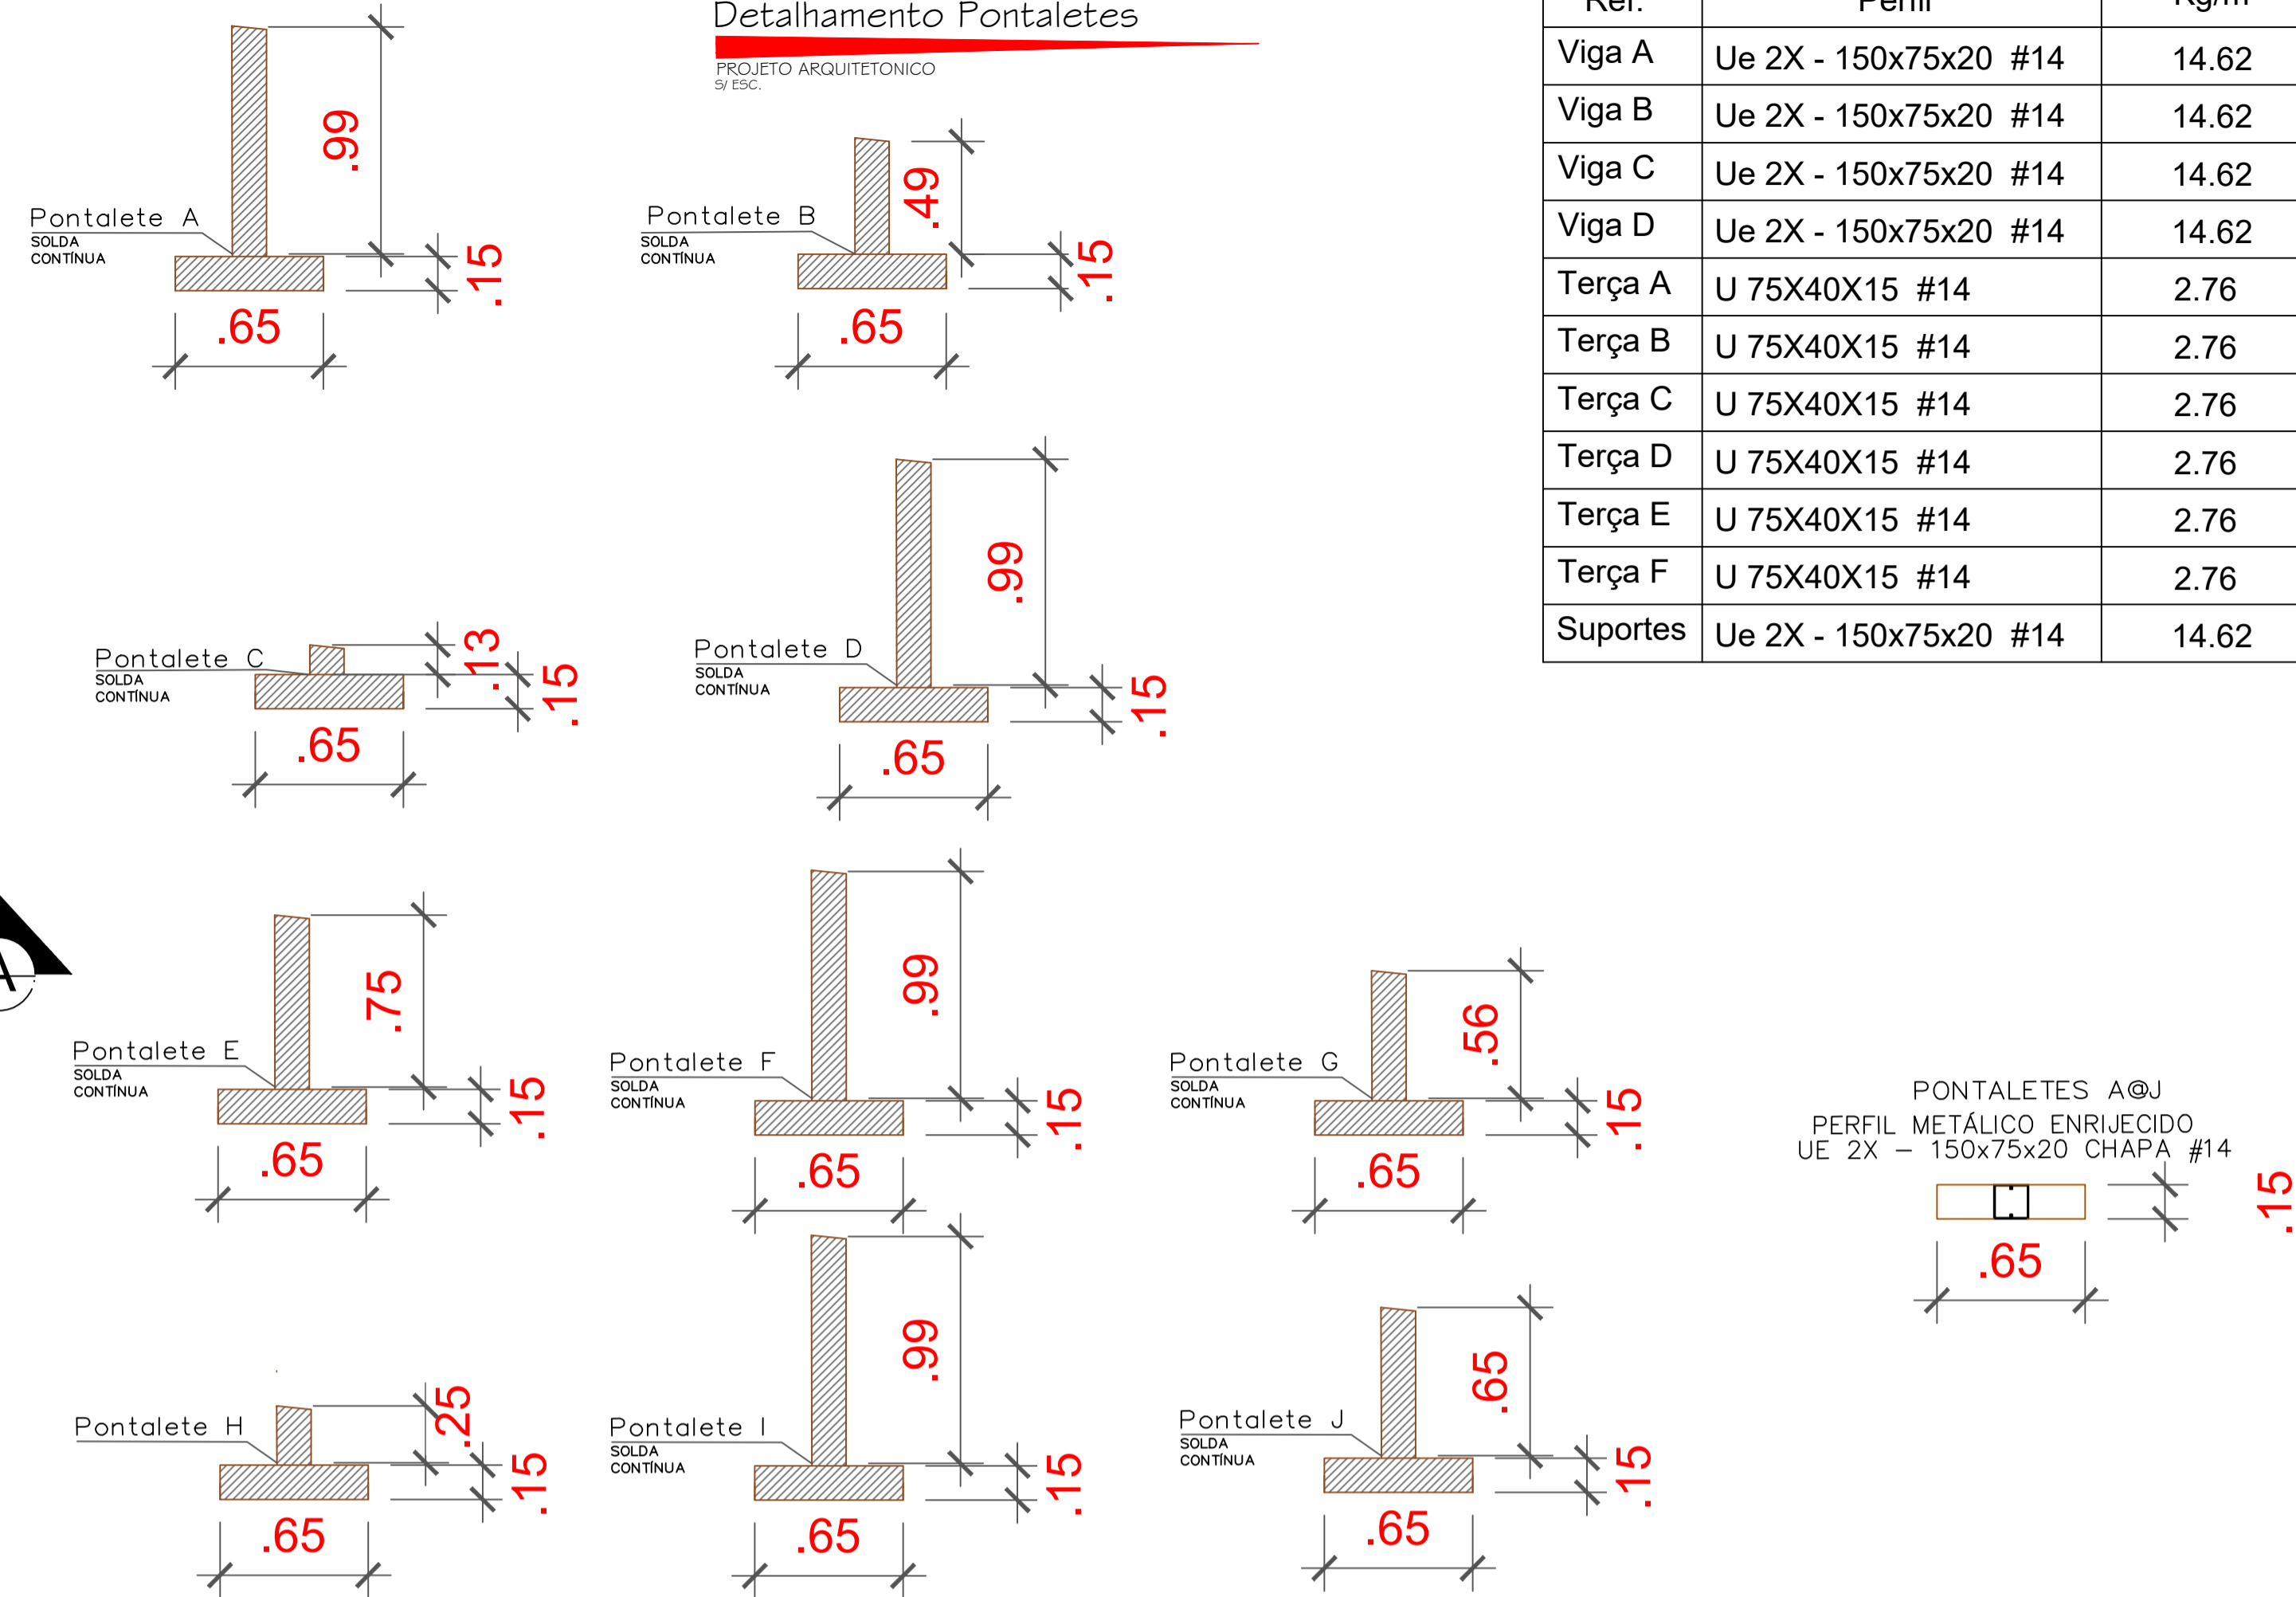 Detalhamento Pontaletes
PROJETO ARQUITETONICO
S/ ESC.
Pontalete A
SOLDA
CONTÍNUA
.99
.15
.65
Pontalete B
SOLDA
CONTÍNUA
.49
.15
.65
Pontalete C
SOLDA
CONTÍNUA
.13
.15
.65
Pontalete D
SOLDA
CONTÍNUA
.99
.15
.65
Pontalete E
SOLDA
CONTÍNUA
.75
.15
.65
Pontalete F
SOLDA
CONTÍNUA
.99
.15
.65
Pontalete G
SOLDA
CONTÍNUA
.56
.15
.65
Pontalete H
.25
.15
.65
Pontalete I
SOLDA
CONTÍNUA
.99
.15
.65
Pontalete J
SOLDA
CONTÍNUA
.65
.15
.65
Ref. Perfil Kg/m
Viga A Ue 2X - 150x75x20 #14 14.62
Viga B Ue 2X - 150x75x20 #14 14.62
Viga C Ue 2X - 150x75x20 #14 14.62
Viga D Ue 2X - 150x75x20 #14 14.62
Terça A U 75X40X15 #14 2.76
Terça B U 75X40X15 #14 2.76
Terça C U 75X40X15 #14 2.76
Terça D U 75X40X15 #14 2.76
Terça E U 75X40X15 #14 2.76
Terça F U 75X40X15 #14 2.76
Suportes Ue 2X - 150x75x20 #14 14.62
PONTALETES A@J
PERFIL METÁLICO ENRIJECIDO
UE 2X - 150x75x20 CHAPA #14
.15
.65